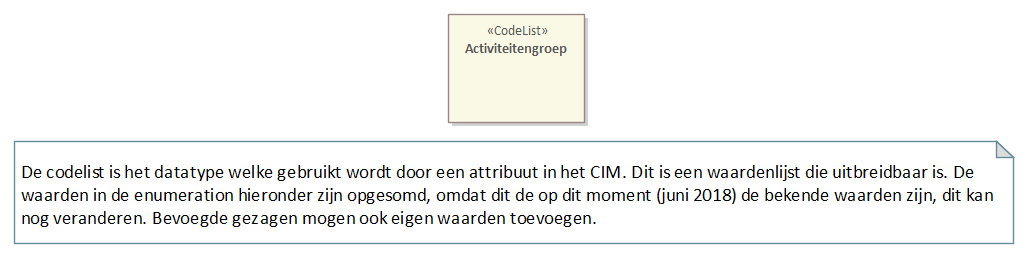 «CodeList»
Activiteitengroep
De codelist is het datatype welke gebruikt wordt door een attribuut in het CIM. Dit is een waardenlijst die uitbreidbaar is. De
waarden in de enumeration hieronder zijn opgesomd, omdat dit de op dit moment (juni 2018) de bekende waarden zijn, dit kan
nog veranderen. Bevoegde gezagen mogen ook eigen waarden toevoegen.